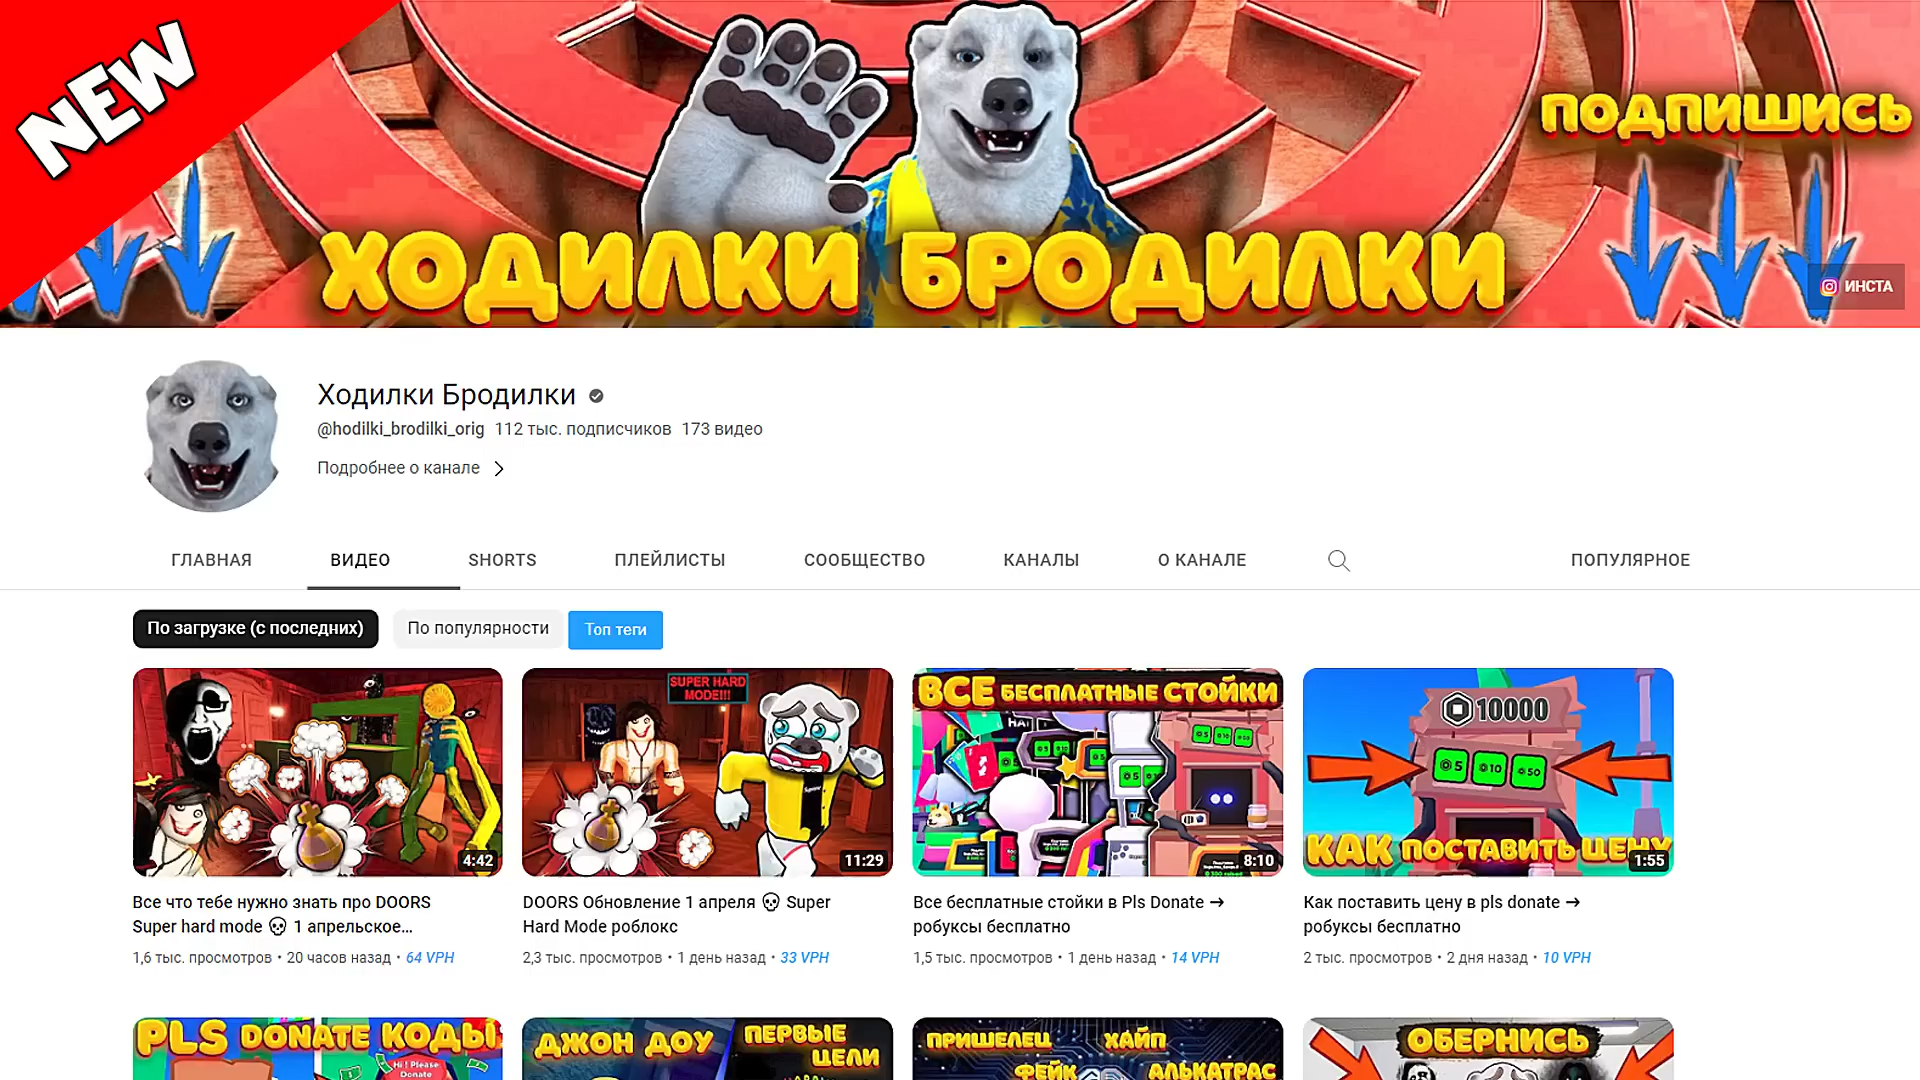 NEW
ПОДПИШИСЬ
ХОДИЛКИ БРОДИЛКИ
ИНСТА
Ходилки Бродилки
@hodilki_brodilki_orig 112 тыс. подписчиков 173 видео
Подробнее о канале
ГЛАВНАЯ ВИДЕО SHORTS ПЛЕЙЛИСТЫ СООБЩЕСТВО КАНАЛЫ О КАНАЛЕ ПОПУЛЯРНОЕ
По загрузке (с последних) По популярности Топ теги
4:42
SUPER HARD
MODE!!!
11:29
ВСЕ БЕСПЛАТНЫЕ СТОЙКИ
8:10
10000
5 10 50
КАК ПОСТАВИТЬ ЦЕНУ
1:55
Все что тебе нужно знать про DOORS
Super hard mode 💀 1 апрельское...
1,6 тыс. просмотров • 20 часов назад • 64 VPH
DOORS Обновление 1 апреля 💀 Super
Hard Mode роблокс
2,3 тыс. просмотров • 1 день назад • 33 VPH
Все бесплатные стойки в Pls Donate →
робуксы бесплатно
1,5 тыс. просмотров • 1 день назад • 14 VPH
Как поставить цену в pls donate →
робуксы бесплатно
2 тыс. просмотров • 2 дня назад • 10 VPH
PLS DONATE КОДЫ
Hi! Please
Donate
ДЖОН ДОУ
ПЕРВЫЕ
ЦЕЛИ
ПРИШЕЛЕЦ ХАЙП
ФЕЙК АЛЬКАТРАС
ОБЕРНИСЬ